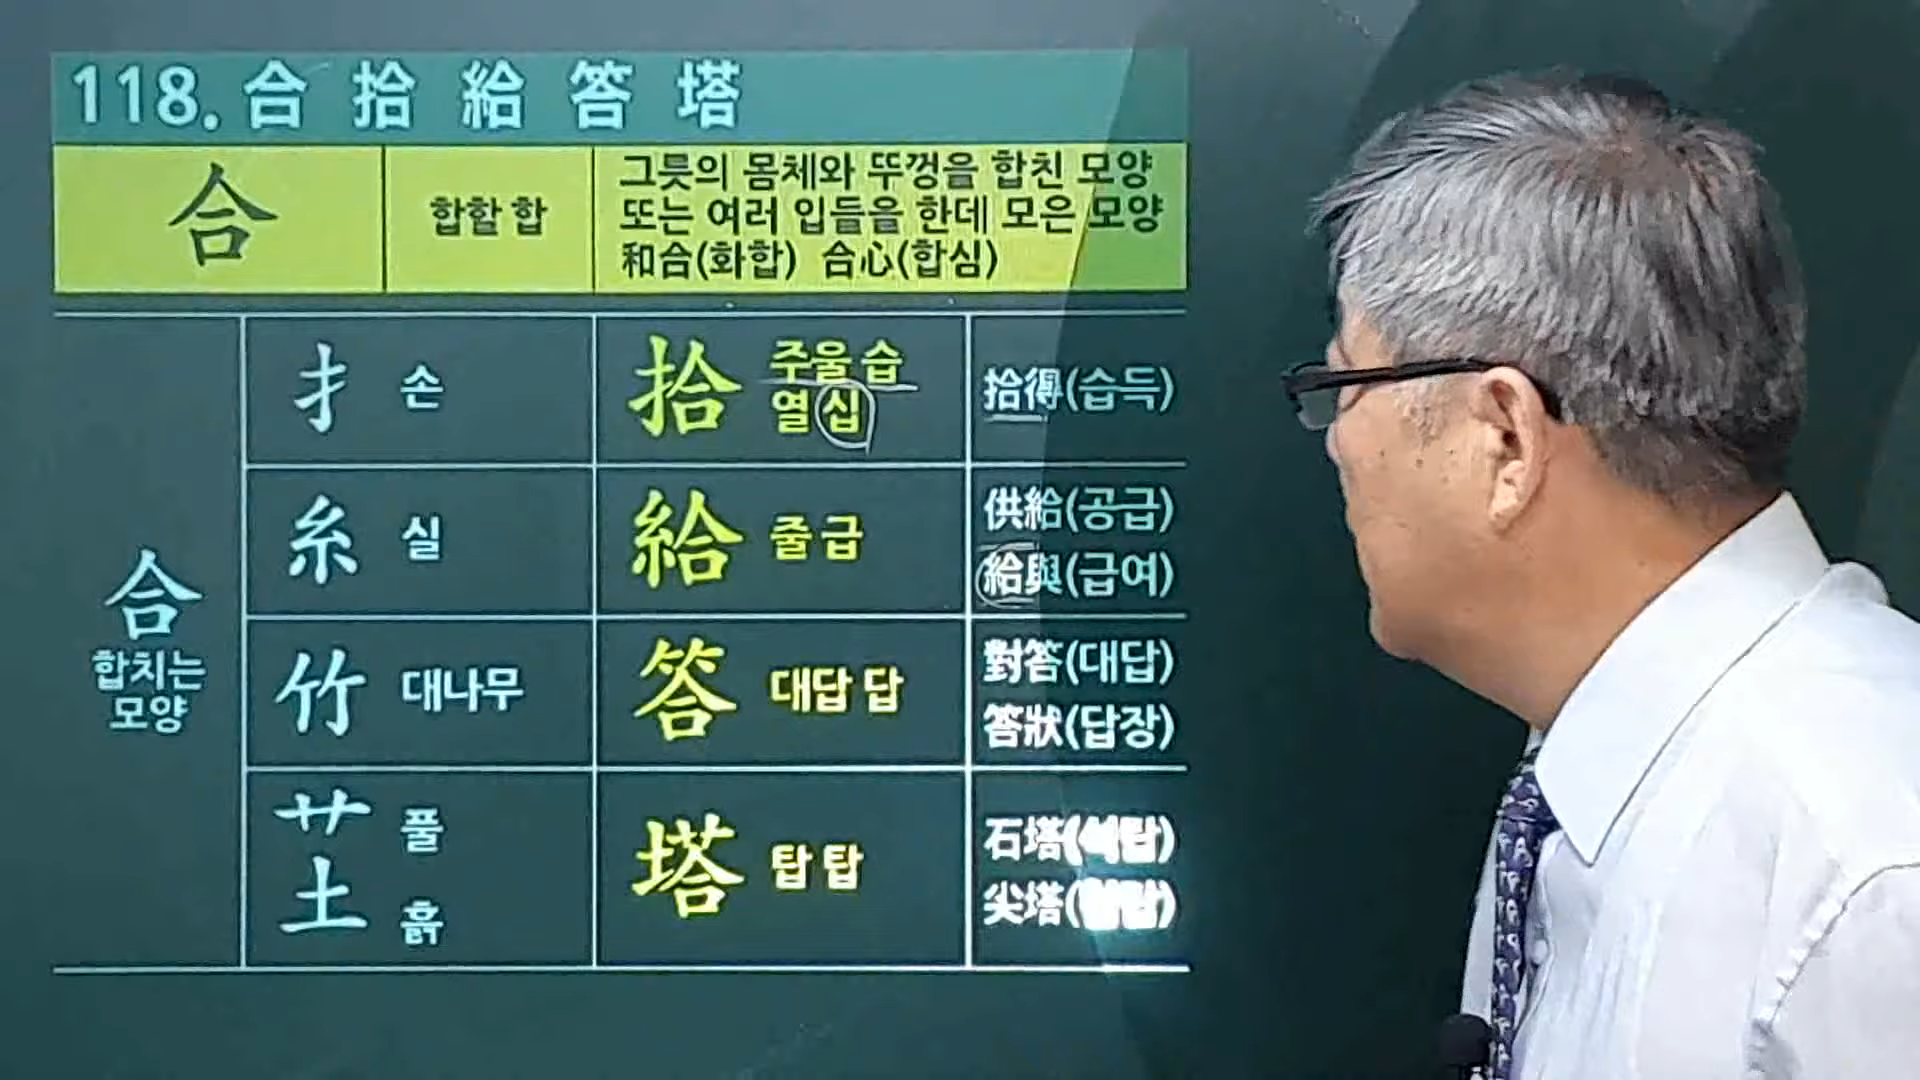 118. 合 拾 給 答 塔
合 합할 합
그릇의 몸체와 뚜껑을 합친 모양
또는 여러 입들을 한데 모은 모양
和合(화합) 合心(합심)
合
합치는
모양
扌 손
拾 주울 습
열 십
拾得(습득)
糸 실
給 줄 급
供給(공급)
給與(급여)
竹 대나무
答 대답 답
對答(대답)
答狀(답장)
艹 풀
土 흙
塔 탑 탑
石塔
尖塔